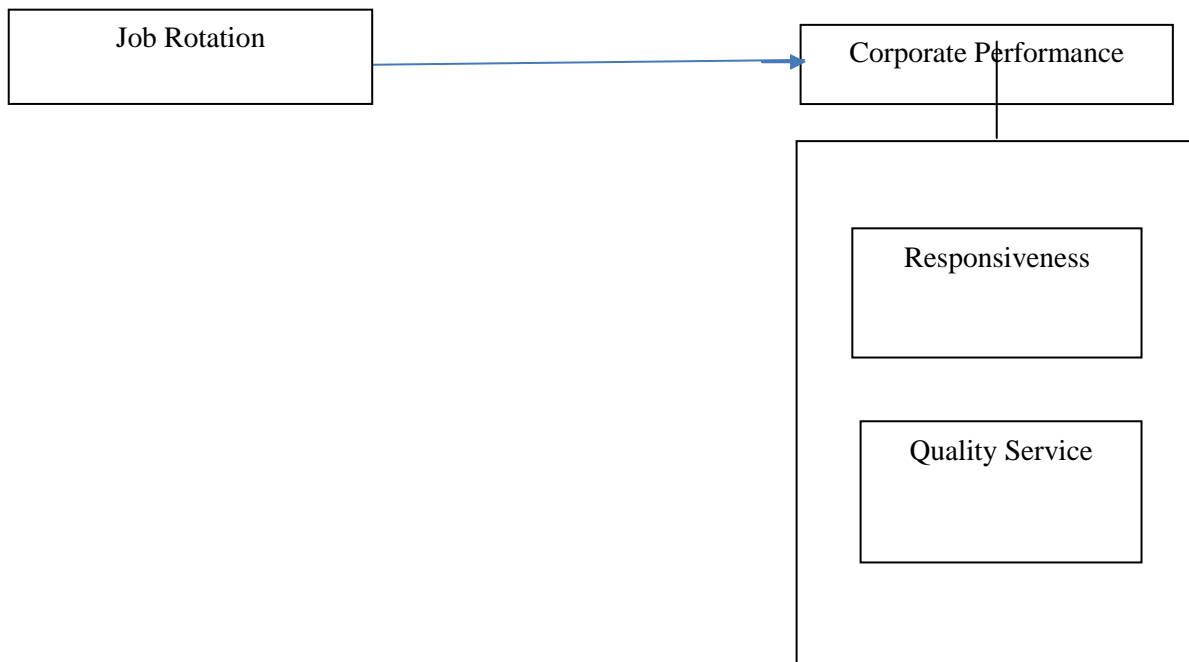 Job Rotation
Corporate Performance
Responsiveness
Quality Service